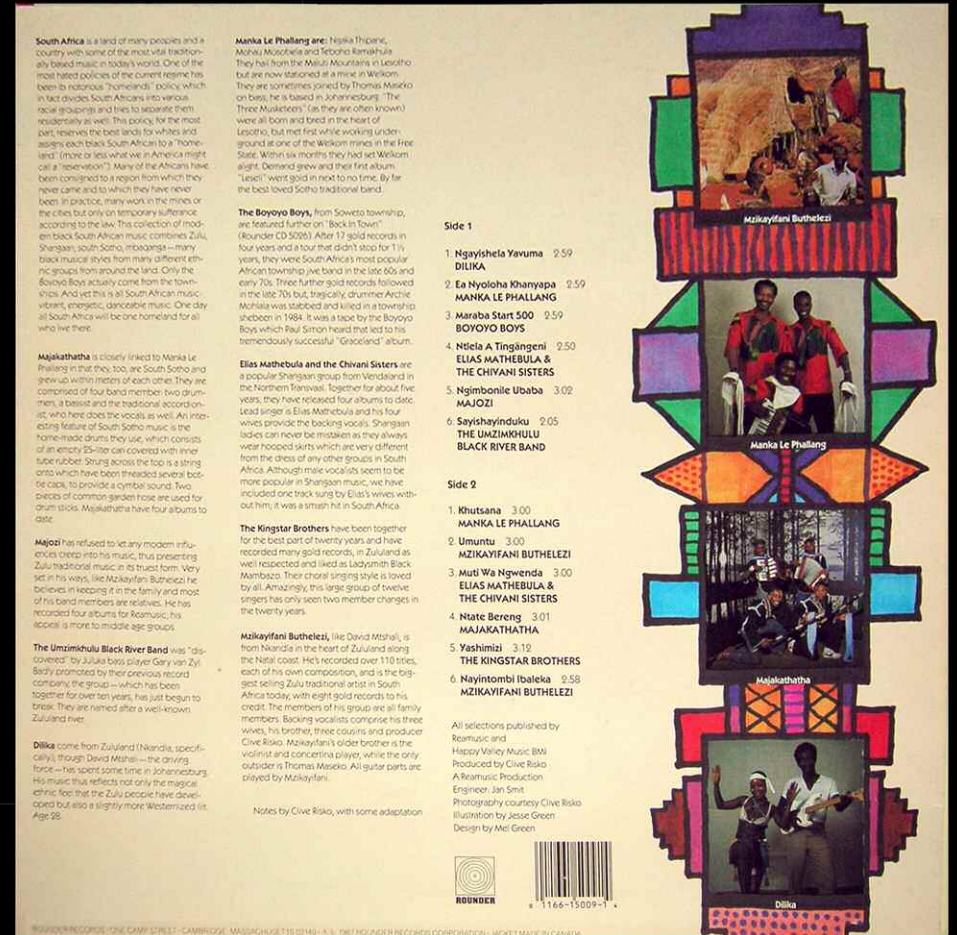 South Africa is a land of many peoples and a
country with some of the most vital tradition-
ally based music in today's world. One of the
most hated policies of the current regime has
been its notorious "homelands" policy, which
in fact divides South Africans into various
racial groupings and tries to separate them
residentially as well. This policy, for the most
part, reserves the best lands for whites and
assigns each black South African to a "home-
land" (more or less what we in America might
call a "reservation"). Many of the Africans have
been consigned to a region from which they
never came and to which they have never
been. In practice, many work in the mines or
the cities but only on temporary sufferance
according to the law. This collection of mod-
ern black South African music combines Zulu,
Shangaan, south Sotho, mbaqanga — many
black musical styles from many different eth-
nic groups from around the land. Only the
Boyoyo Boys actually come from the town-
ships. And yet this is all South African music-
vibrant, energetic, danceable music. One day
all South Africa will be one homeland for all
who live there.
Majakathatha is closely linked to Manka Le
Phallang in that they, too, are South Sotho and
grew up within meters of each other. They are
comprised of four band member: two drum-
mers, a bassist and the traditional accordion-
ist, who here does the vocals as well. An inter-
esting feature of South Sotho music is the
home-made drums they use, which consists
of an empty 25-liter can covered with inner
tube rubber. Strung across the top is a string
onto which have been threaded several bot-
tle caps, to provide a cymbal sound. Two
pieces of common garden hose are used for
drum sticks. Majakathatha have four albums to
date.
Majozi has refused to let any modern influ-
ences creep into his music, thus presenting
Zulu traditional music in its truest form. Very
set in his ways, like Mzikayifani Buthelezi he
believes in keeping it in the family and most
of his band members are relatives. He has
recorded four albums for Reamusic; his
appeal is more to middle age groups.
The Umzimkhulu Black River Band was "dis-
covered" by Juluka bass player Gary van Zyl.
Badly promoted by their previous record
company, the group — which has been
together for over ten years, has just begun to
break. They are named after a well-known
Zululand river.
Dilika come from Zululand (Nkandla, specifi-
cally), though David Mtshali — the driving
force — has spent some time in Johannesburg.
His music thus reflects not only the magical
ethnic feel that the Zulu people have devel-
oped but also a slightly more Westernized lilt.
Age 28.
Manka Le Phallang are: Ngaka Thipane,
Mohau Mosobela and Teboho Ramakhula.
They hail from the Maluti Mountains in Lesotho
but are now stationed at a mine in Welkom.
They are sometimes joined by Thomas Maseko
on bass; he is based in Johannesburg. "The
Three Musketeers" (as they are often known)
were all born and bred in the heart of
Lesotho, but met first while working under-
ground at one of the Welkom mines in the Free
State. Within six months they had set Welkom
alight. Demand grew and their first album
"Leseli" went gold in next to no time. By far
the best loved Sotho traditional band.
The Boyoyo Boys, from Soweto township,
are featured further on "Back In Town"
(Rounder CD 5026). After 17 gold records in
four years and a tour that didn't stop for 1½
years, they were South Africa's most popular
African township jive band in the late 60s and
early 70s. Three further gold records followed
in the late 70s but, tragically, drummer Archie
Mohlala was stabbed and killed in a township
shebeen in 1984. It was a tape by the Boyoyo
Boys which Paul Simon heard that led to his
tremendously successful "Graceland" album.
Elias Mathebula and the Chivani Sisters are
a popular Shangaan group from Vendaland in
the Northern Transvaal. Together for about five
years, they have released four albums to date.
Lead singer is Elias Mathebula and his four
wives provide the backing vocals. Shangaan
ladies can never be mistaken as they always
wear hooped skirts which are very different
from the dress of any other groups in South
Africa. Although male vocalists seem to be
more popular in Shangaan music, we have
included one track sung by Elias's wives with-
out him; it was a smash hit in South Africa.
The Kingstar Brothers have been together
for the best part of twenty years and have
recorded many gold records, in Zululand as
well respected and liked as Ladysmith Black
Mambazo. Their choral singing style is loved
by all. Amazingly, this large group of twelve
singers has only seen two member changes in
the twenty years.
Mzikayifani Buthelezi, like David Mtshali, is
from Nkandla in the heart of Zululand along
the Natal coast. He's recorded over 110 titles,
each of his own composition, and is the big-
gest selling Zulu traditional artist in South
Africa today, with eight gold records to his
credit. The members of his group are all family
members. Backing vocalists comprise his three
wives, his brother, three cousins and producer
Clive Risko. Mzikayifani's older brother is the
violinist and concertina player, while the only
outsider is Thomas Maseko. All guitar parts are
played by Mzikayifani.
Notes by Clive Risko, with some adaptation
Side 1
1. Ngayishela Yavuma 2:59
DILIKA
2. Ea Nyoloha Khanyapa 2:59
MANKA LE PHALLANG
3. Maraba Start 500 2:59
BOYOYO BOYS
4. Ntlela A Tingangeni 2:50
ELIAS MATHEBULA &
THE CHIVANI SISTERS
5. Ngimbonile Ubaba 3:02
MAJOZI
6. Sayishayinduku 2:05
THE UMZIMKHULU
BLACK RIVER BAND
Side 2
1. Khutsana 3:00
MANKA LE PHALLANG
2. Umuntu 3:00
MZIKAYIFANI BUTHELEZI
3. Muti Wa Ngwenda 3:00
ELIAS MATHEBULA &
THE CHIVANI SISTERS
4. Ntate Bereng 3:01
MAJAKATHATHA
5. Yashimizi 3:12
THE KINGSTAR BROTHERS
6. Nayintombi Ibaleka 2:58
MZIKAYIFANI BUTHELEZI
All selections published by
Reamusic and
Happy Valley Music BMI
Produced by Clive Risko
A Reamusic Production
Engineer: Jan Smit
Photography courtesy Clive Risko
Illustration by Jesse Green
Design by Mel Green
ROUNDER
8 1166-15009-1 4
Mzikayifani Buthelezi
Manka Le Phallang
Majakathatha
Dilika
ROUNDER RECORDS · ONE CAMP STREET · CAMBRIDGE, MASSACHUSETTS 02140 · 1987 ROUNDER RECORDS CORPORATION · JACKET MADE IN CANADA